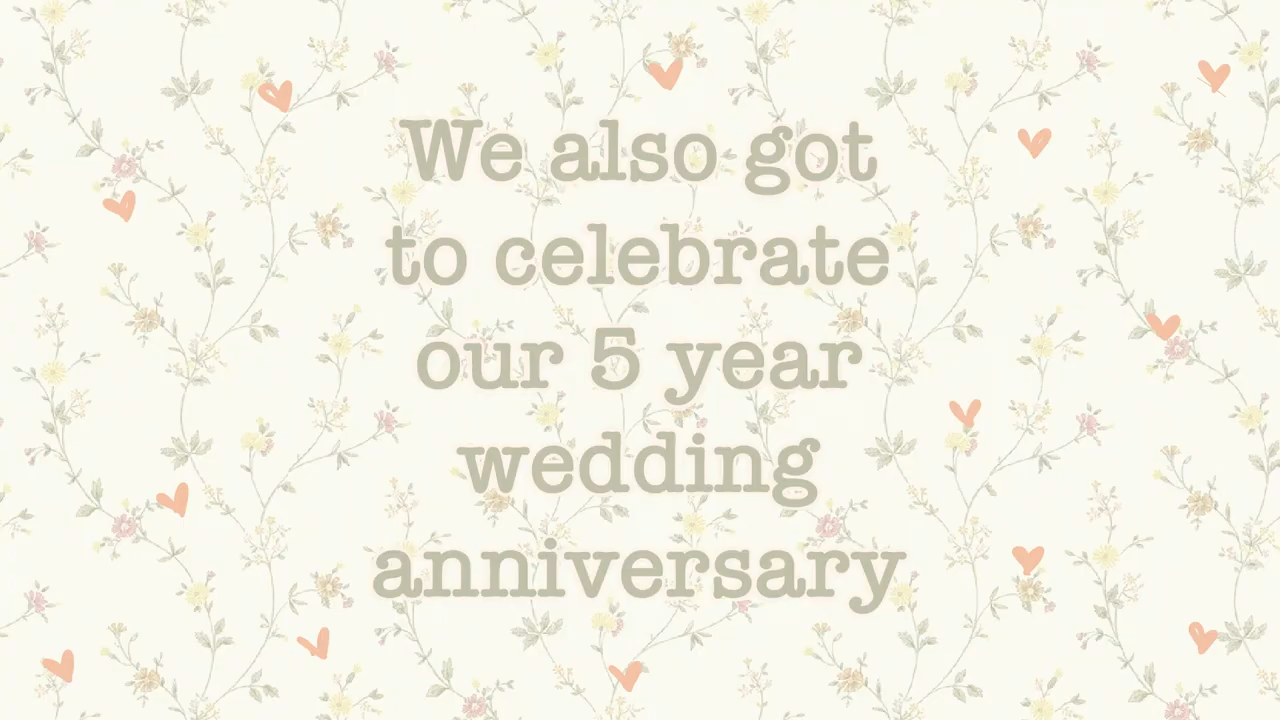 We also got
to celebrate
our 5 year
wedding
anniversary